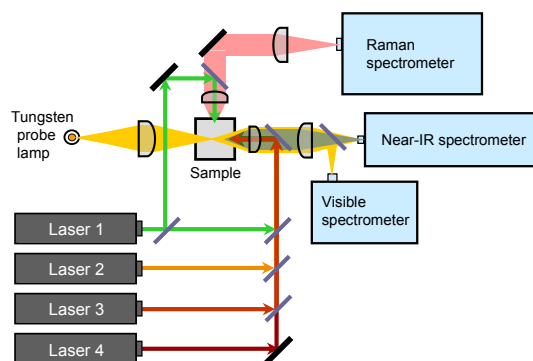 Raman
spectrometer
Tungsten
probe
lamp
Near-IR spectrometer
Sample
Visible
spectrometer
Laser 1
Laser 2
Laser 3
Laser 4